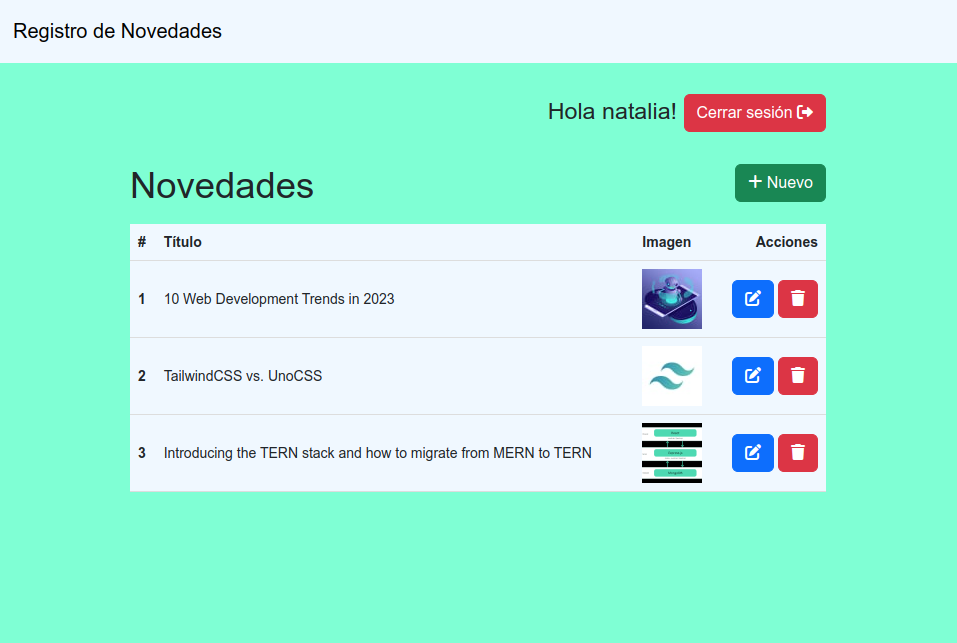 Registro de Novedades
Hola natalia! Cerrar sesión
Novedades
Nuevo
# Título Imagen Acciones
1 10 Web Development Trends in 2023
2 TailwindCSS vs. UnoCSS
3 Introducing the TERN stack and how to migrate from MERN to TERN